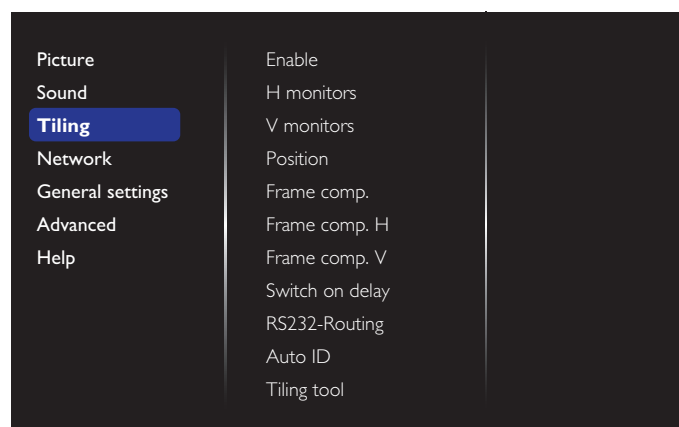 Picture
Sound
Tiling
Network
General settings
Advanced
Help
Enable
H monitors
V monitors
Position
Frame comp.
Frame comp. H
Frame comp. V
Switch on delay
RS232-Routing
Auto ID
Tiling tool